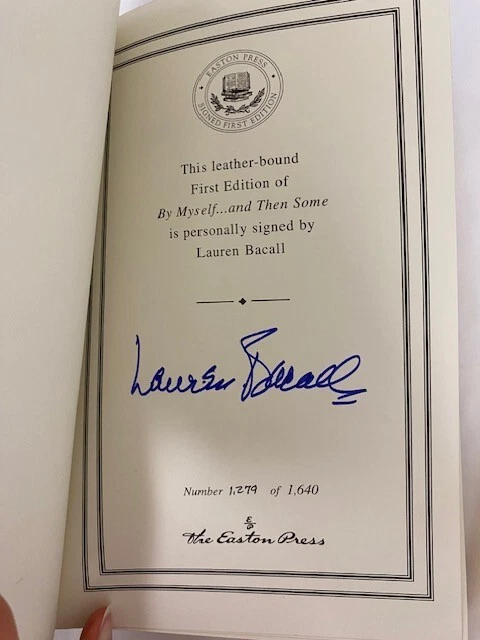 EASTON PRESS
SIGNED FIRST EDITION
This leather-bound
First Edition of
By Myself...and Then Some
is personally signed by
Lauren Bacall
Lauren Bacall
Number 1,279 of 1,640
E/P
The Easton Press